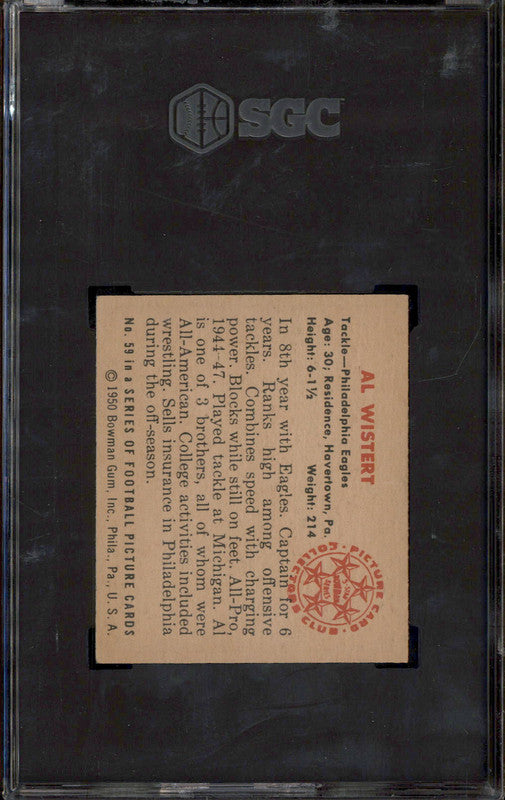 SGC
AL WISTERT
Tackle—Philadelphia Eagles
Age: 30; Residence, Havertown, Pa.
Height: 6-1½ Weight: 214
In 8th year with Eagles. Captain for 6
years. Ranks high among offensive
tackles. Combines speed with charging
power. Blocks while still on feet. All-Pro,
1944-47. Played tackle at Michigan. Al
is one of 3 brothers, all of whom were
All-American. College activities included
wrestling. Sells insurance in Philadelphia
during the off-season.
No. 59 in a SERIES OF FOOTBALL PICTURE CARDS
© 1950 Bowman Gum, Inc., Phila., Pa., U. S. A.
PICTURE CARD
COLLECTORS CLUB